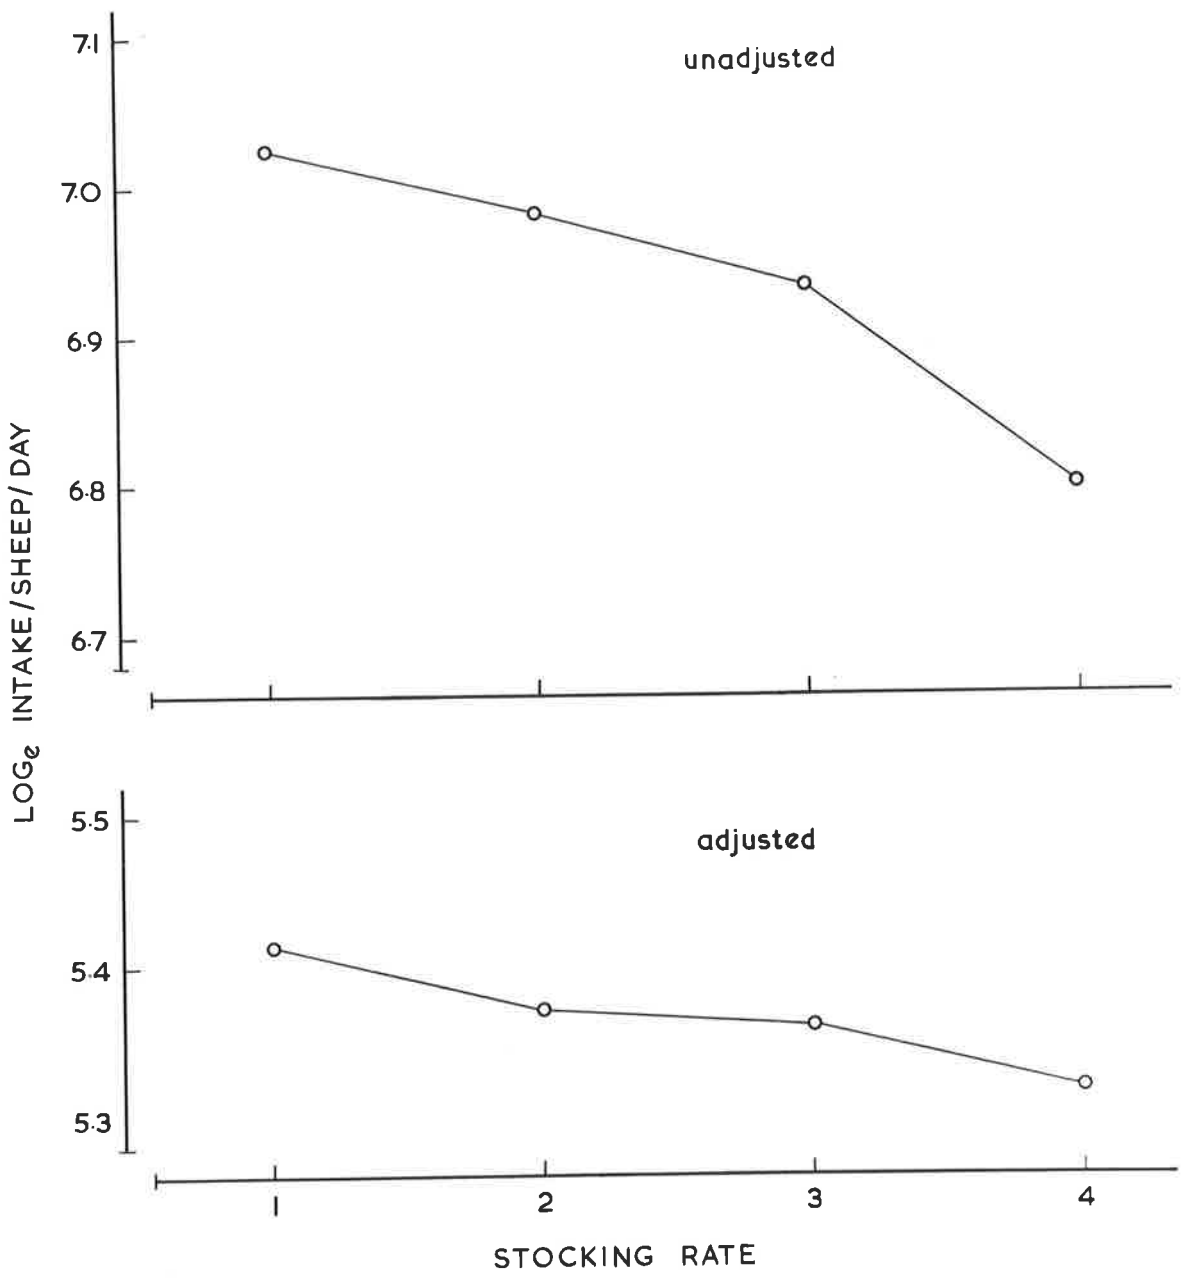 unadjusted
7.1
7.0
6.9
6.8
6.7
LOGe INTAKE/SHEEP/DAY
adjusted
5.5
5.4
5.3
1 2 3 4
STOCKING RATE